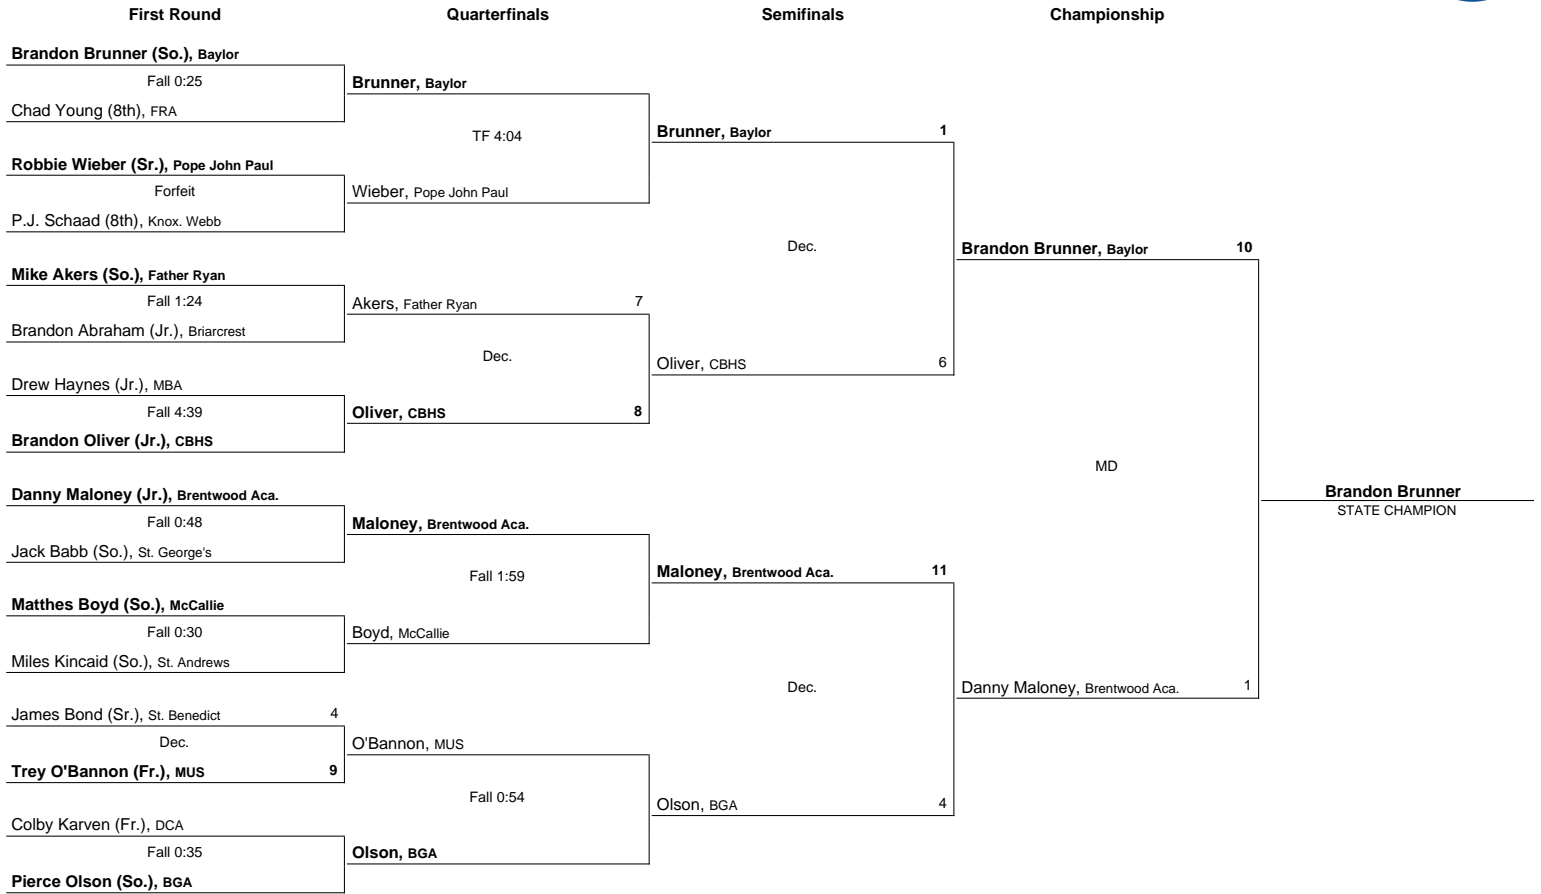 First Round Quarterfinals Semifinals Championship
Brandon Brunner (So.), Baylor
Fall 0:25
Chad Young (8th), FRA
Robbie Wieber (Sr.), Pope John Paul
Forfeit
P.J. Schaad (8th), Knox. Webb
Mike Akers (So.), Father Ryan
Fall 1:24
Brandon Abraham (Jr.), Briarcrest
Drew Haynes (Jr.), MBA
Fall 4:39
Brandon Oliver (Jr.), CBHS
Danny Maloney (Jr.), Brentwood Aca.
Fall 0:48
Jack Babb (So.), St. George's
Matthes Boyd (So.), McCallie
Fall 0:30
Miles Kincaid (So.), St. Andrews
James Bond (Sr.), St. Benedict 4
Dec.
Trey O'Bannon (Fr.), MUS 9
Colby Karven (Fr.), DCA
Fall 0:35
Pierce Olson (So.), BGA
Brunner, Baylor
TF 4:04
Wieber, Pope John Paul
Akers, Father Ryan 7
Dec.
Oliver, CBHS 8
Maloney, Brentwood Aca.
Fall 1:59
Boyd, McCallie
O'Bannon, MUS
Fall 0:54
Olson, BGA
Brunner, Baylor 1
Dec.
Oliver, CBHS 6
Maloney, Brentwood Aca. 11
Dec.
Olson, BGA 4
Brandon Brunner, Baylor 10
MD
Danny Maloney, Brentwood Aca. 1
Brandon Brunner
STATE CHAMPION